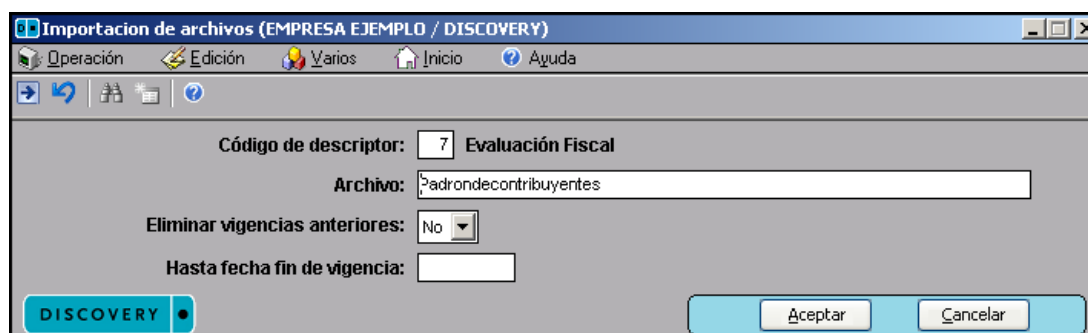 Importacion de archivos (EMPRESA EJEMPLO / DISCOVERY)
Operación Edición Varios Inicio Ayuda
Código de descriptor: 7 Evaluación Fiscal
Archivo: Padrondecontribuyentes
Eliminar vigencias anteriores: No
Hasta fecha fin de vigencia:
DISCOVERY Aceptar Cancelar